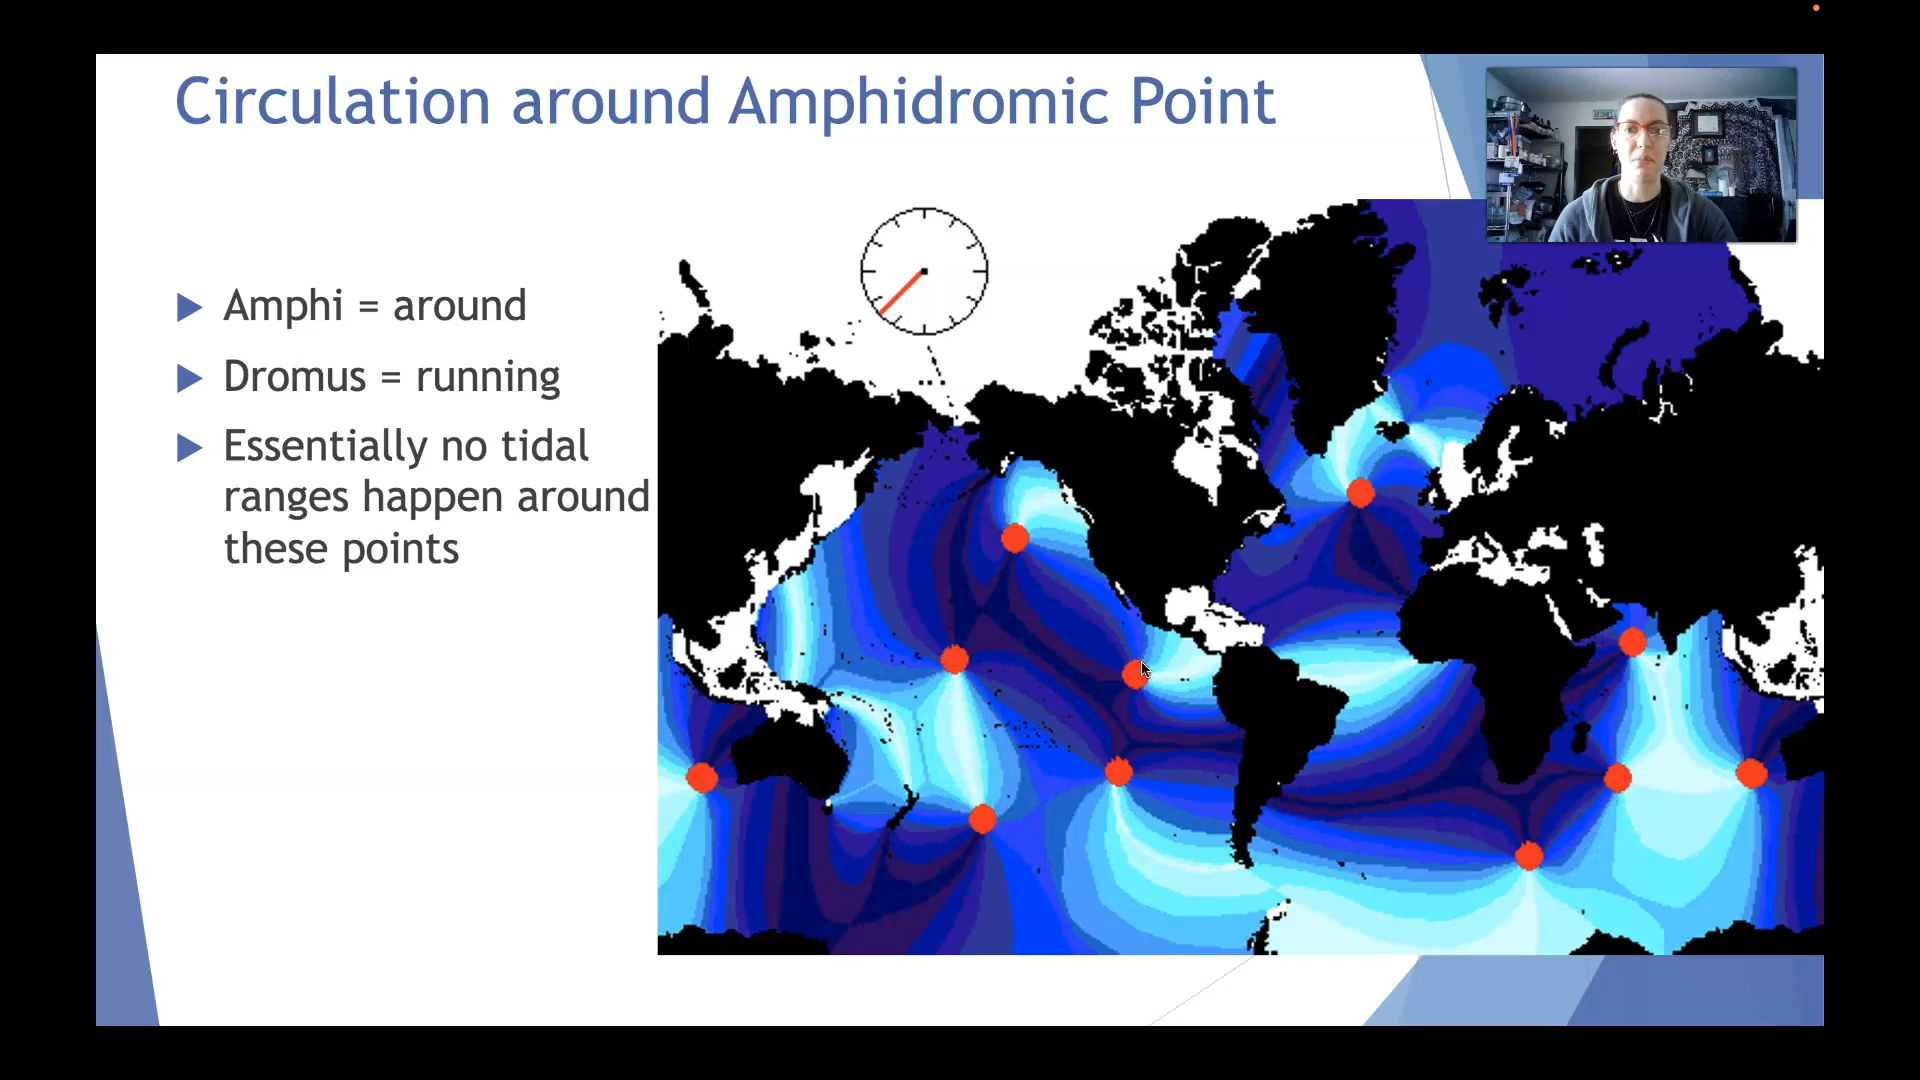 Circulation around Amphidromic Point
Amphi = around
Dromus = running
Essentially no tidal
ranges happen around
these points